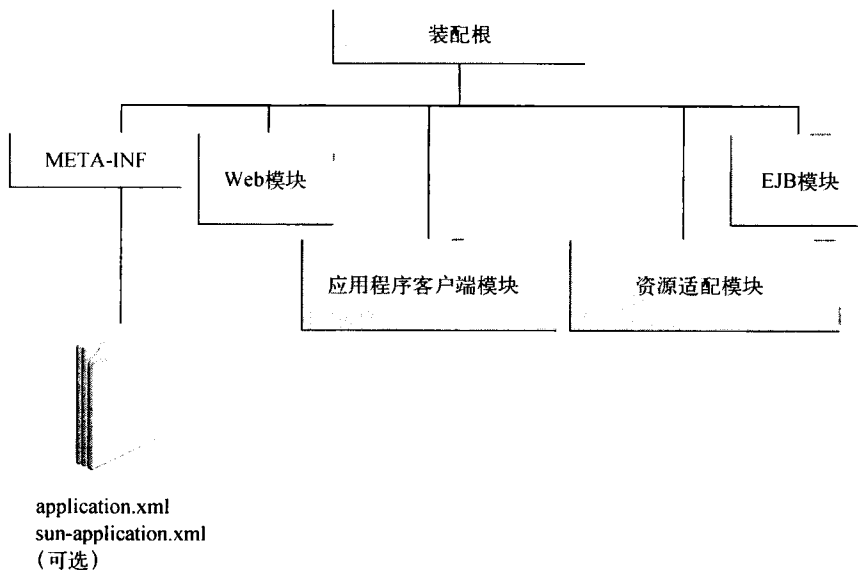 装配根
META-INF
Web模块
EJB模块
应用程序客户端模块
资源适配模块
application.xml
sun-application.xml
(可选)